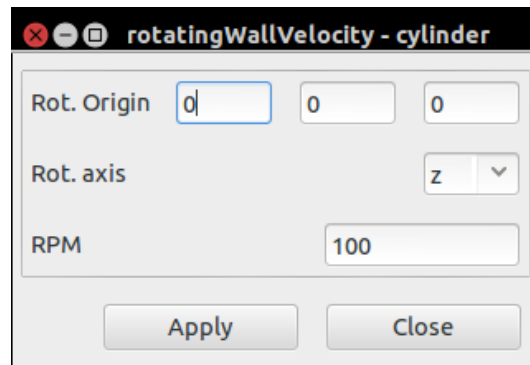 rotatingWallVelocity - cylinder
Rot. Origin 0 0 0
Rot. axis z
RPM 100
Apply Close